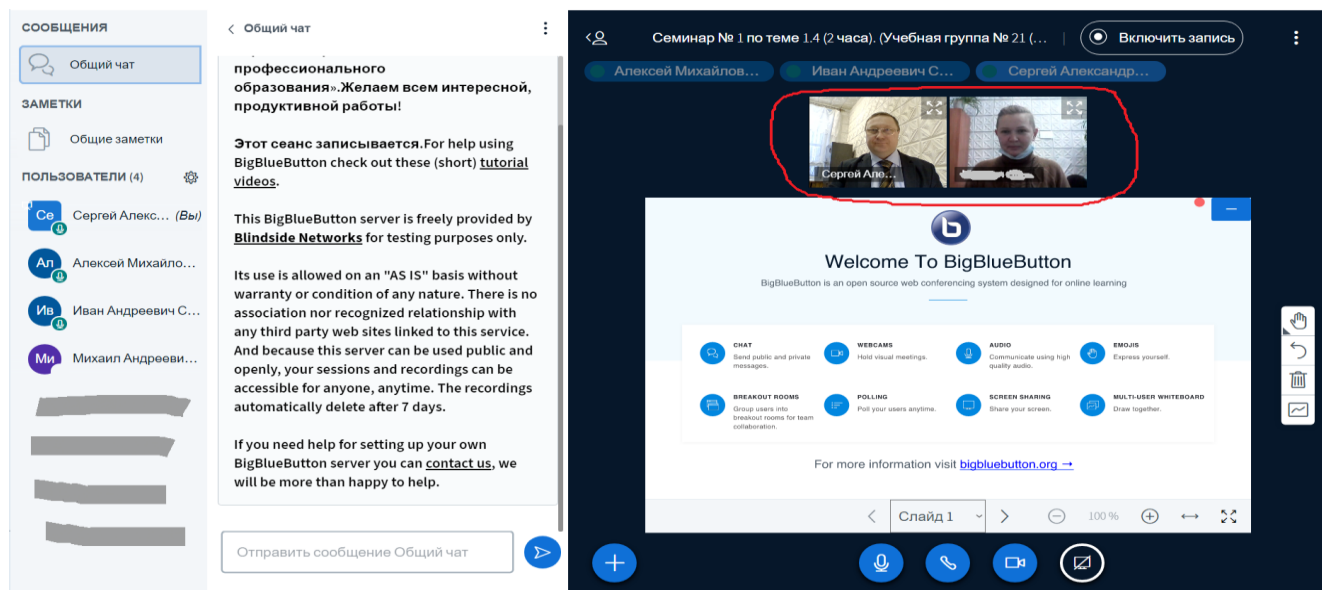 СООБЩЕНИЯ
Общий чат
ЗАМЕТКИ
Общие заметки
ПОЛЬЗОВАТЕЛИ (4)
Се Сергей Алекс... (Вы)
Ал Алексей Михайло...
Ив Иван Андреевич С...
Ми Михаил Андрееви...
Общий чат
профессионального
образования».Желаем всем интересной,
продуктивной работы!
Этот сеанс записывается.For help using
BigBlueButton check out these (short) tutorial
videos.
This BigBlueButton server is freely provided by
Blindside Networks for testing purposes only.
Its use is allowed on an "AS IS" basis without
warranty or condition of any nature. There is no
association nor recognized relationship with
any third party web sites linked to this service.
And because this server can be used public and
openly, your sessions and recordings can be
accessible for anyone, anytime. The recordings
automatically delete after 7 days.
If you need help for setting up your own
BigBlueButton server you can contact us, we
will be more than happy to help.
Отправить сообщение Общий чат
Семинар № 1 по теме 1.4 (2 часа). (Учебная группа № 21 (...
Включить запись
Алексей Михайлов...
Иван Андреевич С...
Сергей Александр...
Сергей Але...
b
Welcome To BigBlueButton
BigBlueButton is an open source web conferencing system designed for online learning
CHAT
Send public and private
messages.
WEBCAMS
Hold visual meetings.
AUDIO
Communicate using high
quality audio.
EMOJIS
Express yourself.
BREAKOUT ROOMS
Group users into
breakout rooms for team
collaboration.
POLLING
Poll your users anytime.
SCREEN SHARING
Share your screen.
MULTI-USER WHITEBOARD
Draw together.
For more information visit bigbluebutton.org →
Слайд 1
100 %